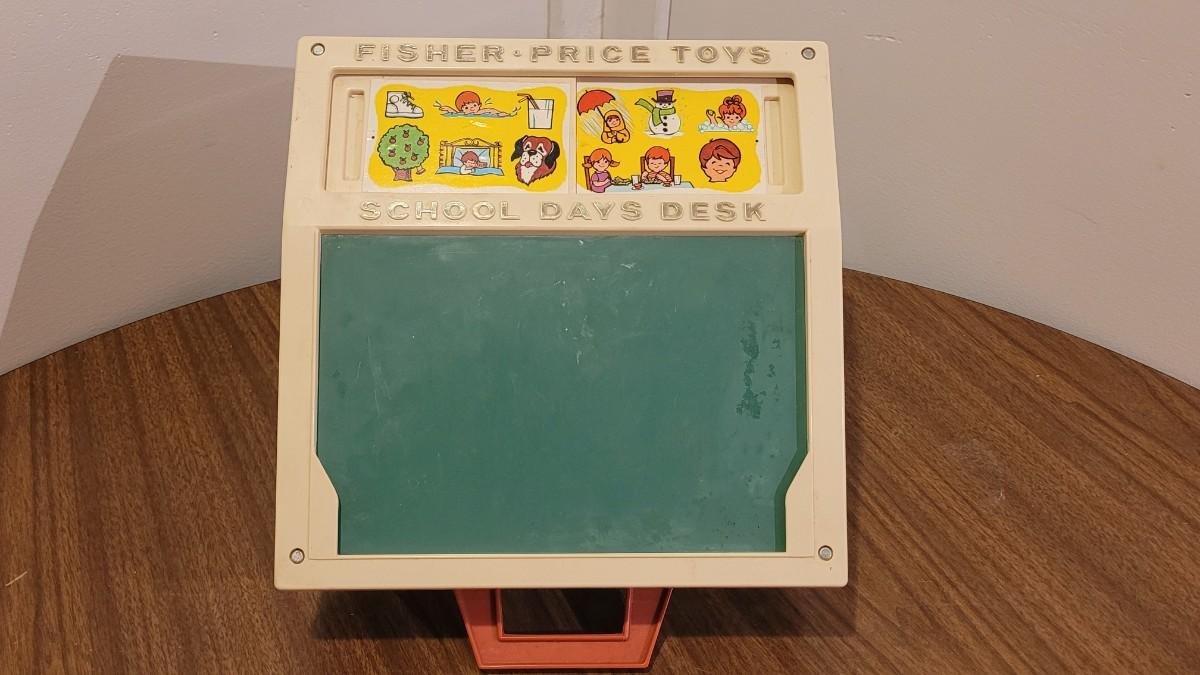 FISHER·PRICE TOYS
SCHOOL DAYS DESK